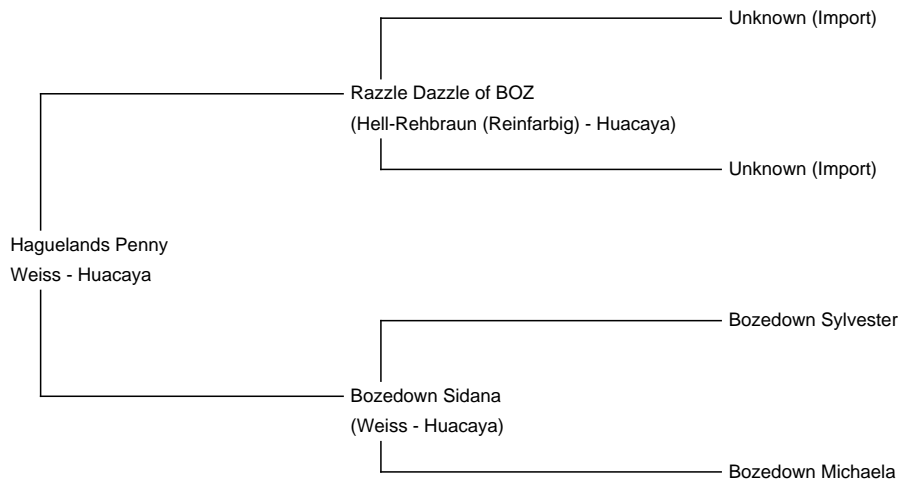 Unknown (Import)
Razzle Dazzle of BOZ
(Hell-Rehbraun (Reinfarbig) - Huacaya)
Unknown (Import)
Haguelands Penny
Weiss - Huacaya
Bozedown Sylvester
Bozedown Sidana
(Weiss - Huacaya)
Bozedown Michaela